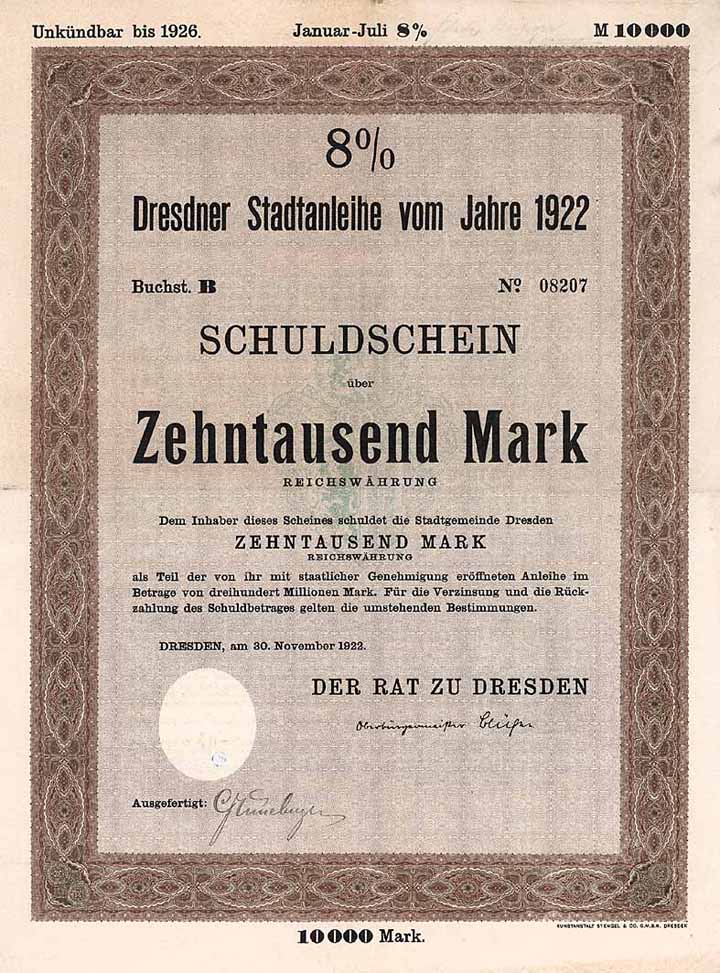 Unkündbar bis 1926. Januar-Juli 8% M 10000
8%
Dresdner Stadtanleihe vom Jahre 1922
Buchst. B Nº 08207
SCHULDSCHEIN
über
Zehntausend Mark
REICHSWÄHRUNG
Dem Inhaber dieses Scheines schuldet die Stadtgemeinde Dresden
ZEHNTAUSEND MARK
REICHSWÄHRUNG
als Teil der von ihr mit staatlicher Genehmigung eröffneten Anleihe im
Betrage von dreihundert Millionen Mark. Für die Verzinsung und die Rück-
zahlung des Schuldbetrages gelten die umstehenden Bestimmungen.
DRESDEN, am 30. November 1922.
DER RAT ZU DRESDEN
Oberbürgermeister Blüher
Ausgefertigt:
KUNSTANSTALT STENGEL & CO. G.M.B.H. DRESDEN
10000 Mark.